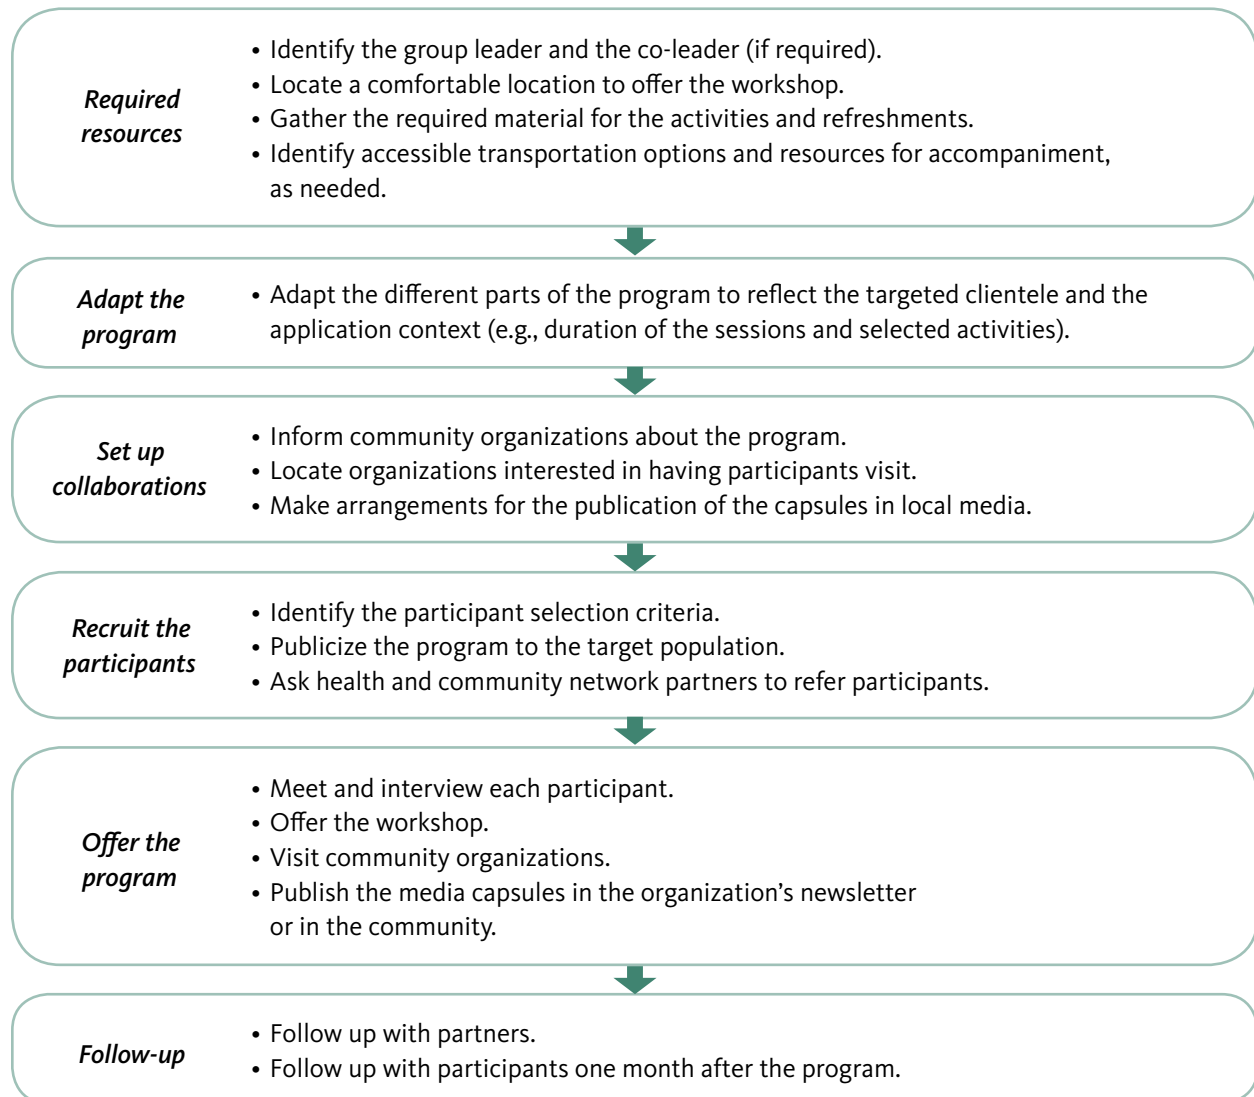 Required
resources
• Identify the group leader and the co-leader (if required).
• Locate a comfortable location to offer the workshop.
• Gather the required material for the activities and refreshments.
• Identify accessible transportation options and resources for accompaniment,
as needed.
Adapt the
program
• Adapt the different parts of the program to reflect the targeted clientele and the
application context (e.g., duration of the sessions and selected activities).
Set up
collaborations
• Inform community organizations about the program.
• Locate organizations interested in having participants visit.
• Make arrangements for the publication of the capsules in local media.
Recruit the
participants
• Identify the participant selection criteria.
• Publicize the program to the target population.
• Ask health and community network partners to refer participants.
Offer the
program
• Meet and interview each participant.
• Offer the workshop.
• Visit community organizations.
• Publish the media capsules in the organization’s newsletter
or in the community.
Follow-up
• Follow up with partners.
• Follow up with participants one month after the program.